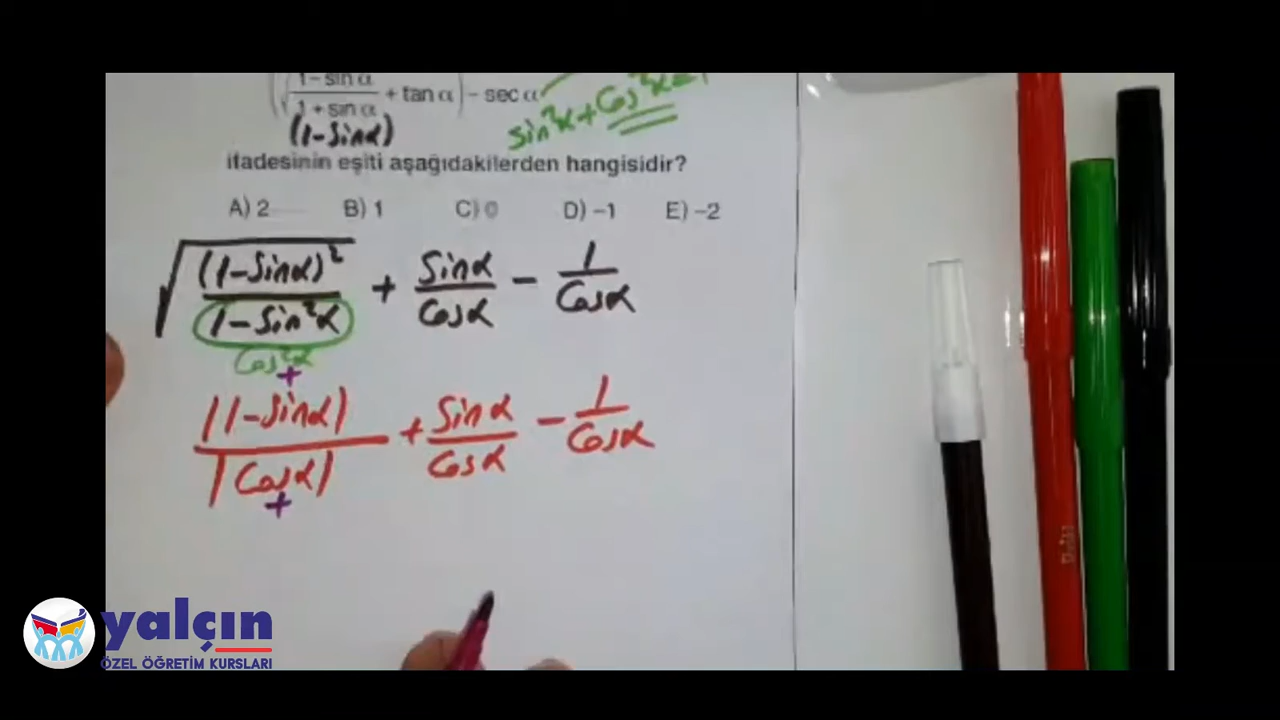 √ 1−sin α / 1+sin α + tan α ) − sec α
(1−Sinα)
sin²α + Cos²α = 1
ifadesinin eşiti aşağıdakilerden hangisidir?
A) 2 B) 1 C) 0 D) −1 E) −2
√ (1−Sinα)² / 1−Sin²α + Sinα / Cosα − 1 / Cosα
Cos²α
+
|1−Sinα| / |Cosα| + Sinα / Cosα − 1 / Cosα
+
yalçın
ÖZEL ÖĞRETİM KURSLARI